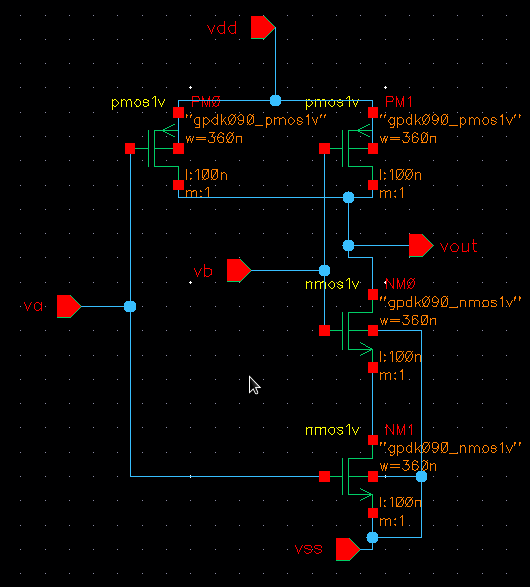 vdd
pmos1v PM0
"gpdk090_pmos1v"
w=360n
l:100n
m:1
pmos1v PM1
"gpdk090_pmos1v"
w=360n
l:100n
m:1
vout
vb
nmos1v NM0
"gpdk090_nmos1v"
w=360n
l:100n
m:1
va
nmos1v NM1
"gpdk090_nmos1v"
w=360n
l:100n
m:1
vss